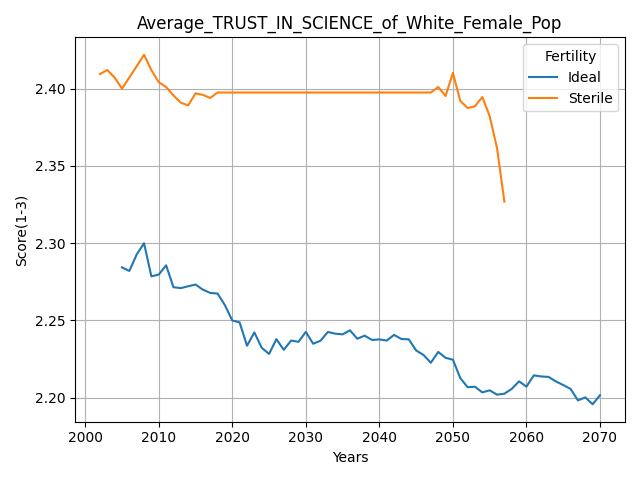 Average_TRUST_IN_SCIENCE_of_White_Female_Pop
Fertility
Ideal
Sterile
Score(1-3)
2.40
2.35
2.30
2.25
2.20
2000 2010 2020 2030 2040 2050 2060 2070
Years